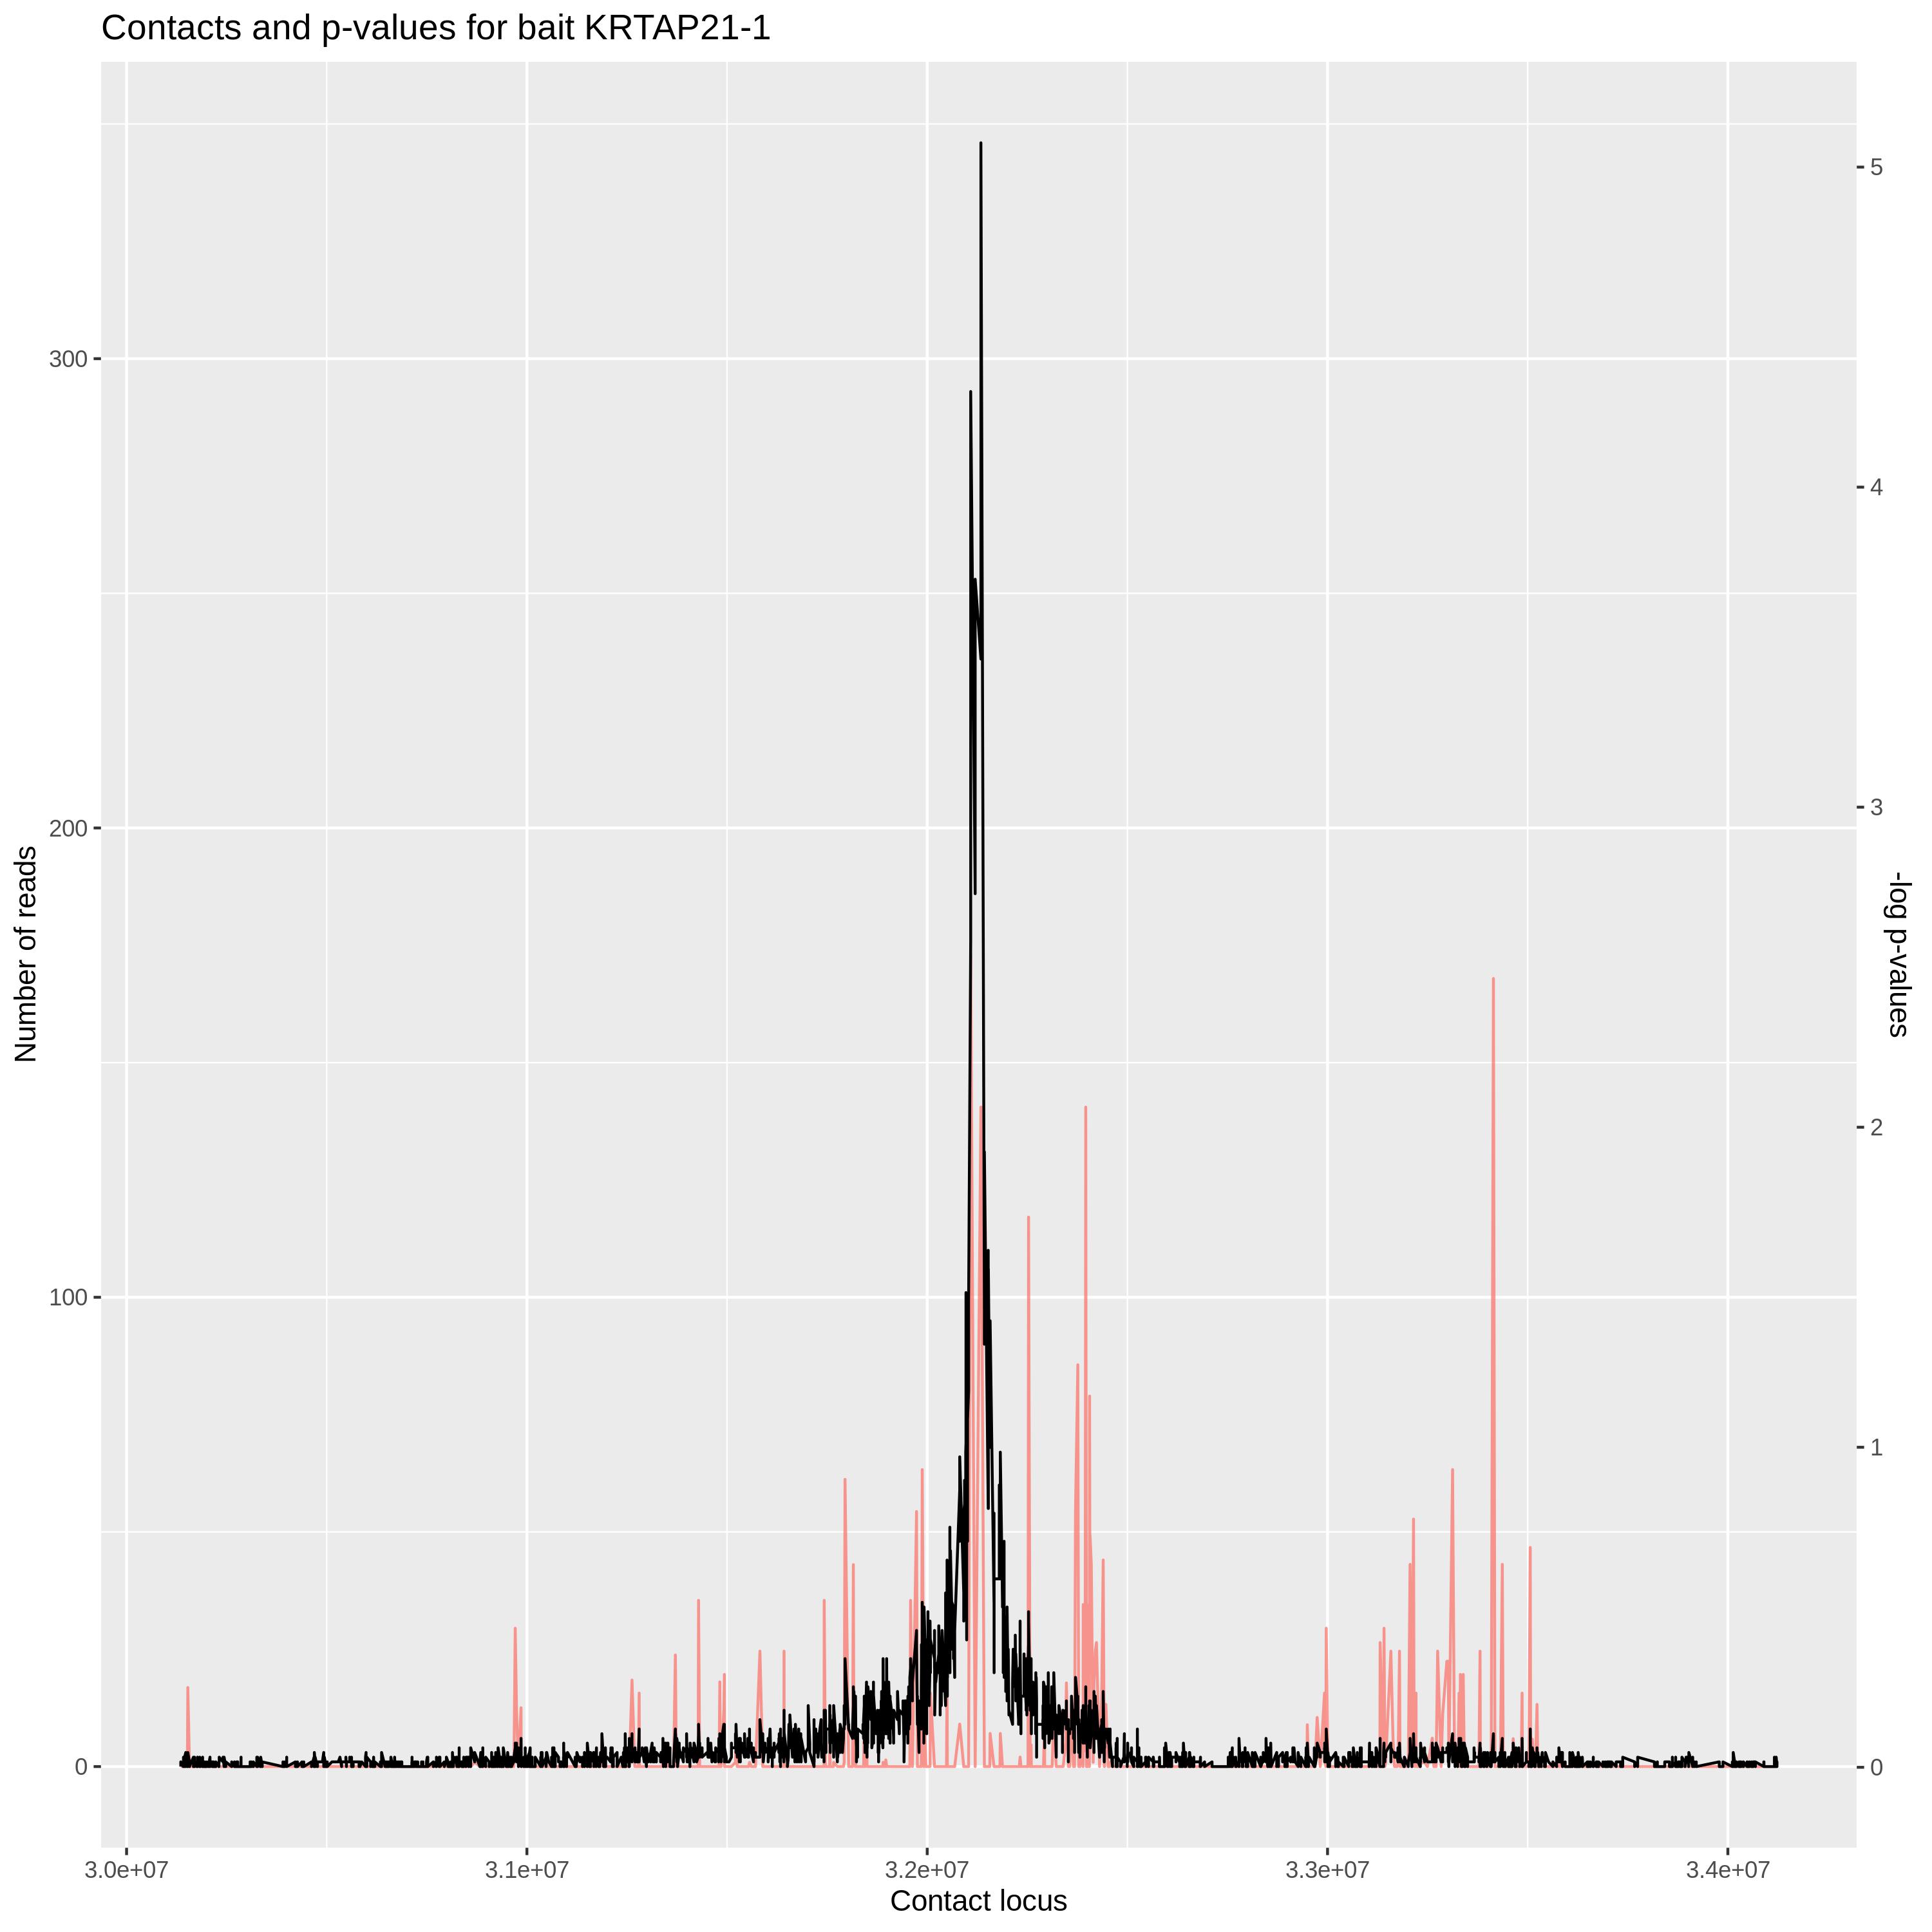 Contacts and p-values for bait KRTAP21-1
Number of reads
300
200
100
0
5
4
3
2
1
0
-log p-values
3.0e+07
3.1e+07
3.2e+07
3.3e+07
3.4e+07
Contact locus